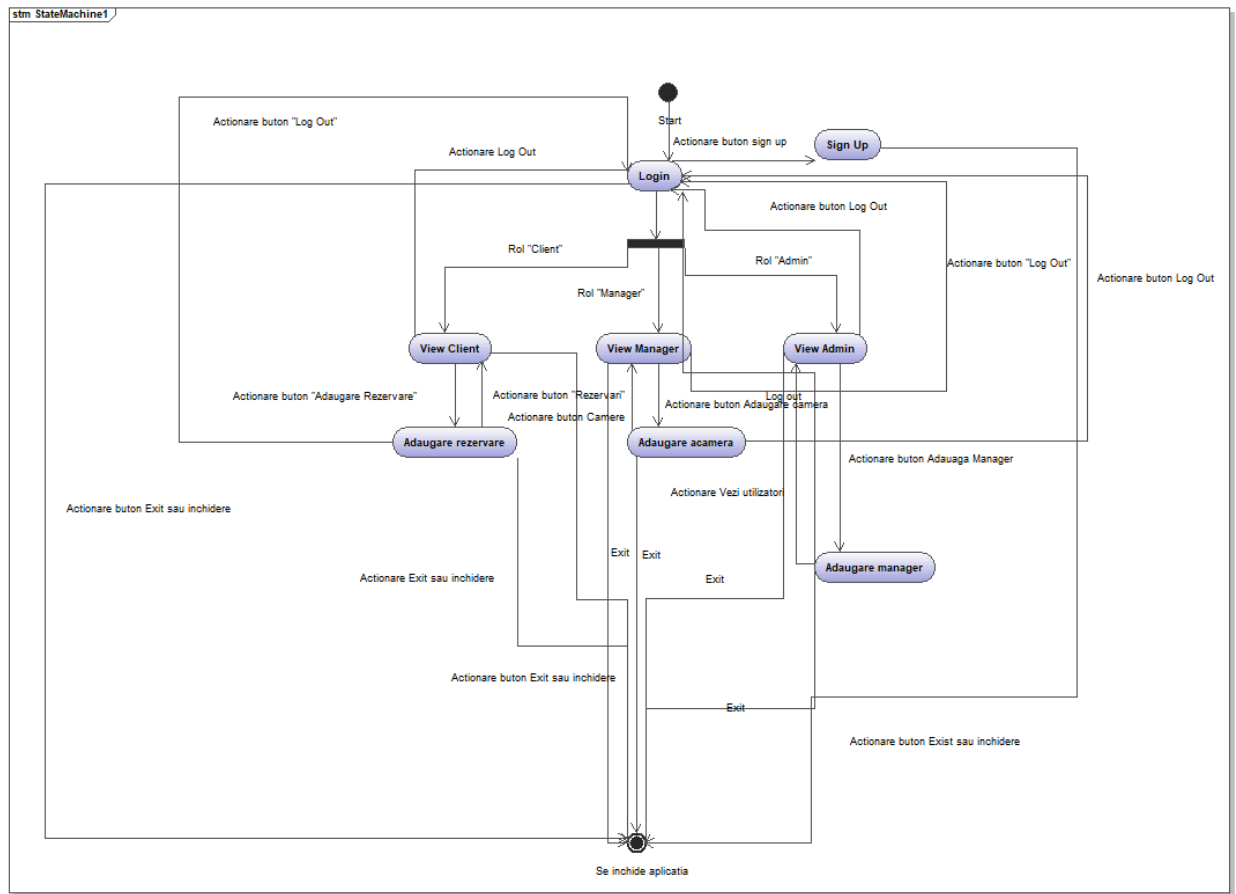 stm StateMachine1
Start
Actionare buton "Log Out"
Actionare buton sign up
Sign Up
Actionare Log Out
Login
Actionare buton Log Out
Rol "Client"
Rol "Admin"
Actionare buton "Log Out"
Actionare buton Log Out
Rol "Manager"
View Client
View Manager
View Admin
Actionare buton "Adaugare Rezervare"
Actionare buton "Rezervari"
Log out
Actionare buton Adaugare camera
Actionare buton Camere
Adaugare rezervare
Adaugare acamera
Actionare buton Adauaga Manager
Actionare Vezi utilizatori
Actionare buton Exit sau inchidere
Exit
Exit
Adaugare manager
Actionare Exit sau inchidere
Exit
Actionare buton Exit sau inchidere
Exit
Actionare buton Exist sau inchidere
Se inchide aplicatia